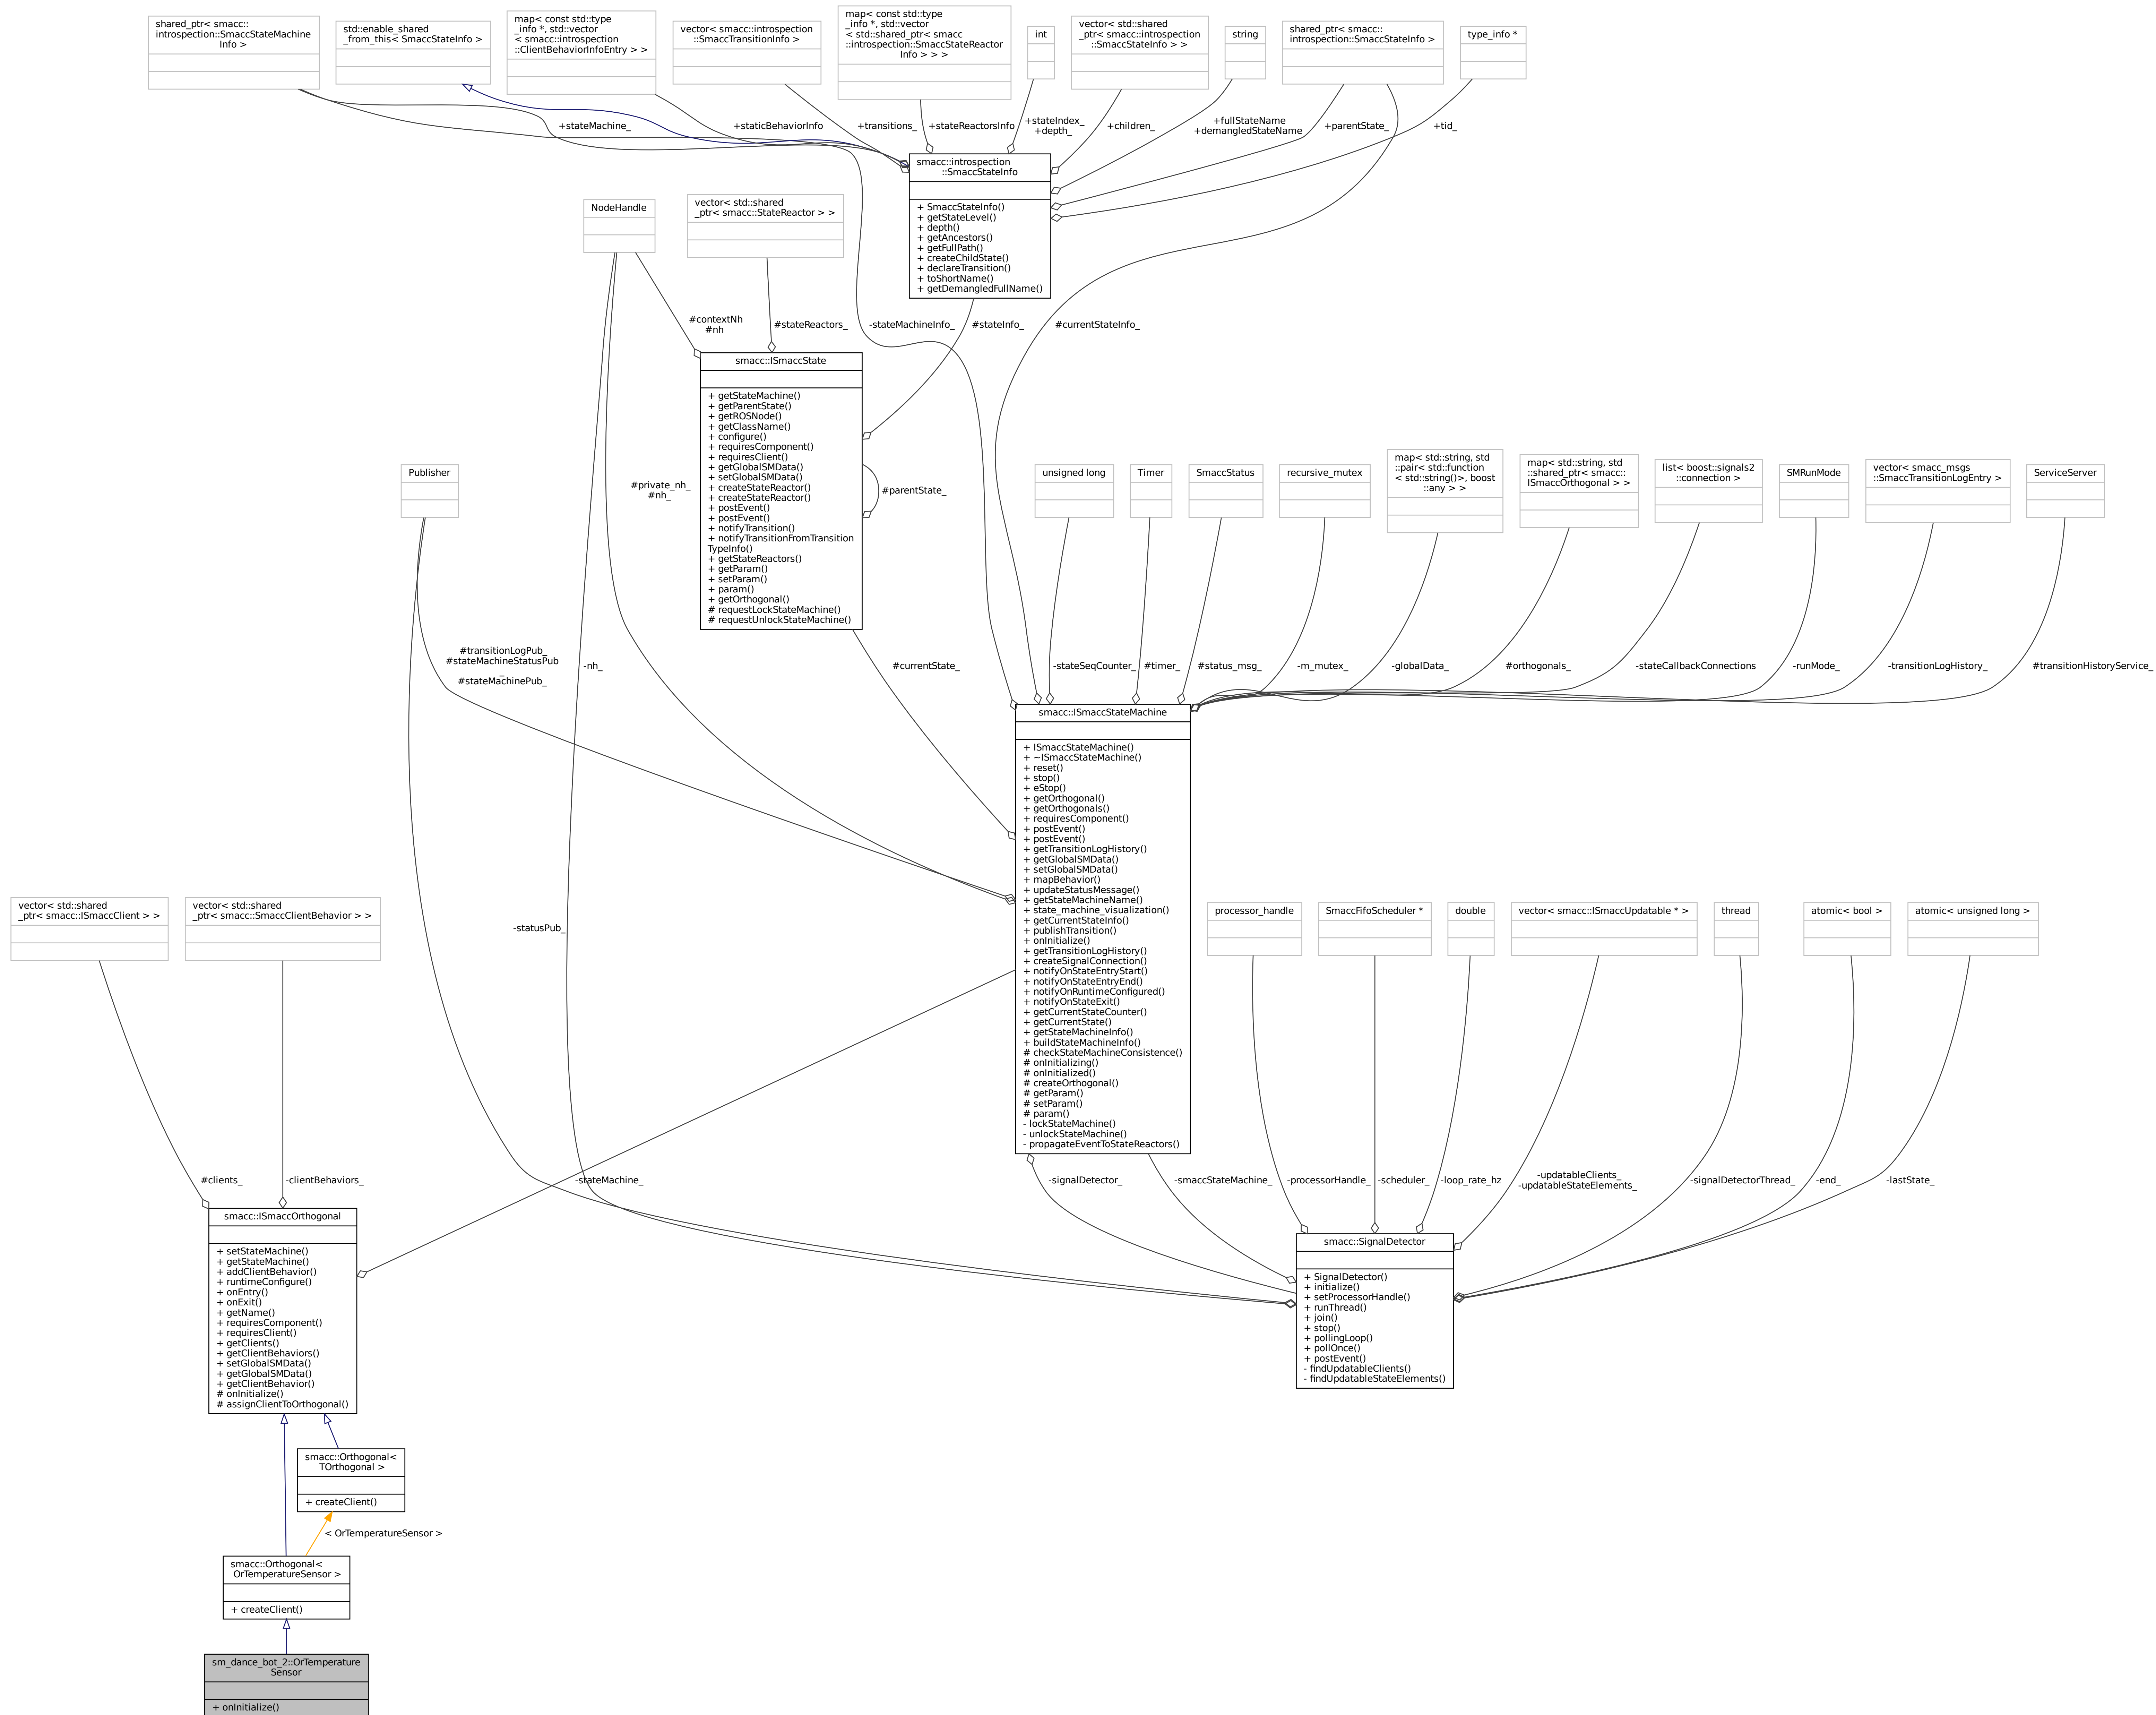 shared_ptr< smacc::
introspection::SmaccStateMachine
Info >
std::enable_shared
_from_this< SmaccStateInfo >
map< const std::type
_info *, std::vector
< smacc::introspection
::ClientBehaviorInfoEntry > >
vector< smacc::introspection
::SmaccTransitionInfo >
map< const std::type
_info *, std::vector
< std::shared_ptr< smacc
::introspection::SmaccStateReactor
Info > > >
int
vector< std::shared
_ptr< smacc::introspection
::SmaccStateInfo > >
string
shared_ptr< smacc::
introspection::SmaccStateInfo >
type_info *
+stateMachine_
+staticBehaviorInfo
+transitions_
+stateReactorsInfo
+stateIndex_
+depth_
+children_
+fullStateName
+demangledStateName
+parentState_
+tid_
smacc::introspection
::SmaccStateInfo
+ SmaccStateInfo()
+ getStateLevel()
+ depth()
+ getAncestors()
+ getFullPath()
+ createChildState()
+ declareTransition()
+ toShortName()
+ getDemangledFullName()
NodeHandle
vector< std::shared
_ptr< smacc::StateReactor > >
#contextNh
#nh
#stateReactors_
-stateMachineInfo_
#stateInfo_
#currentStateInfo_
smacc::ISmaccState
+ getStateMachine()
+ getParentState()
+ getROSNode()
+ getClassName()
+ configure()
+ requiresComponent()
+ requiresClient()
+ getGlobalSMData()
+ setGlobalSMData()
+ createStateReactor()
+ createStateReactor()
+ postEvent()
+ postEvent()
+ notifyTransition()
+ notifyTransitionFromTransition
TypeInfo()
+ getStateReactors()
+ getParam()
+ setParam()
+ param()
+ getOrthogonal()
# requestLockStateMachine()
# requestUnlockStateMachine()
#parentState_
Publisher
#private_nh_
#nh_
unsigned long
Timer
SmaccStatus
recursive_mutex
map< std::string, std
::pair< std::function
< std::string()>, boost
::any > >
map< std::string, std
::shared_ptr< smacc::
ISmaccOrthogonal > >
list< boost::signals2
::connection >
SMRunMode
vector< smacc_msgs
::SmaccTransitionLogEntry >
ServiceServer
#transitionLogPub_
#stateMachineStatusPub
_
#stateMachinePub_
-nh_
#currentState_
-stateSeqCounter_
#timer_
#status_msg_
-m_mutex_
-globalData_
#orthogonals_
-stateCallbackConnections
-runMode_
-transitionLogHistory_
#transitionHistoryService_
smacc::ISmaccStateMachine
+ ISmaccStateMachine()
+ ~ISmaccStateMachine()
+ reset()
+ stop()
+ eStop()
+ getOrthogonal()
+ getOrthogonals()
+ requiresComponent()
+ postEvent()
+ postEvent()
+ getTransitionLogHistory()
+ getGlobalSMData()
+ setGlobalSMData()
+ mapBehavior()
+ updateStatusMessage()
+ getStateMachineName()
+ state_machine_visualization()
+ getCurrentStateInfo()
+ publishTransition()
+ onInitialize()
+ getTransitionLogHistory()
+ createSignalConnection()
+ notifyOnStateEntryStart()
+ notifyOnStateEntryEnd()
+ notifyOnRuntimeConfigured()
+ notifyOnStateExit()
+ getCurrentStateCounter()
+ getCurrentState()
+ getStateMachineInfo()
+ buildStateMachineInfo()
# checkStateMachineConsistence()
# onInitializing()
# onInitialized()
# createOrthogonal()
# getParam()
# setParam()
# param()
- lockStateMachine()
- unlockStateMachine()
- propagateEventToStateReactors()
vector< std::shared
_ptr< smacc::ISmaccClient > >
vector< std::shared
_ptr< smacc::SmaccClientBehavior > >
-statusPub_
processor_handle
SmaccFifoScheduler *
double
vector< smacc::ISmaccUpdatable * >
thread
atomic< bool >
atomic< unsigned long >
#clients_
-clientBehaviors_
-stateMachine_
-signalDetector_
-smaccStateMachine_
-processorHandle_
-scheduler_
-loop_rate_hz
-updatableClients_
-updatableStateElements_
-signalDetectorThread_
-end_
-lastState_
smacc::ISmaccOrthogonal
+ setStateMachine()
+ getStateMachine()
+ addClientBehavior()
+ runtimeConfigure()
+ onEntry()
+ onExit()
+ getName()
+ requiresComponent()
+ requiresClient()
+ getClients()
+ getClientBehaviors()
+ setGlobalSMData()
+ getGlobalSMData()
+ getClientBehavior()
# onInitialize()
# assignClientToOrthogonal()
smacc::SignalDetector
+ SignalDetector()
+ initialize()
+ setProcessorHandle()
+ runThread()
+ join()
+ stop()
+ pollingLoop()
+ pollOnce()
+ postEvent()
- findUpdatableClients()
- findUpdatableStateElements()
smacc::Orthogonal<
TOrthogonal >
+ createClient()
< OrTemperatureSensor >
smacc::Orthogonal<
OrTemperatureSensor >
+ createClient()
sm_dance_bot_2::OrTemperature
Sensor
+ onInitialize()